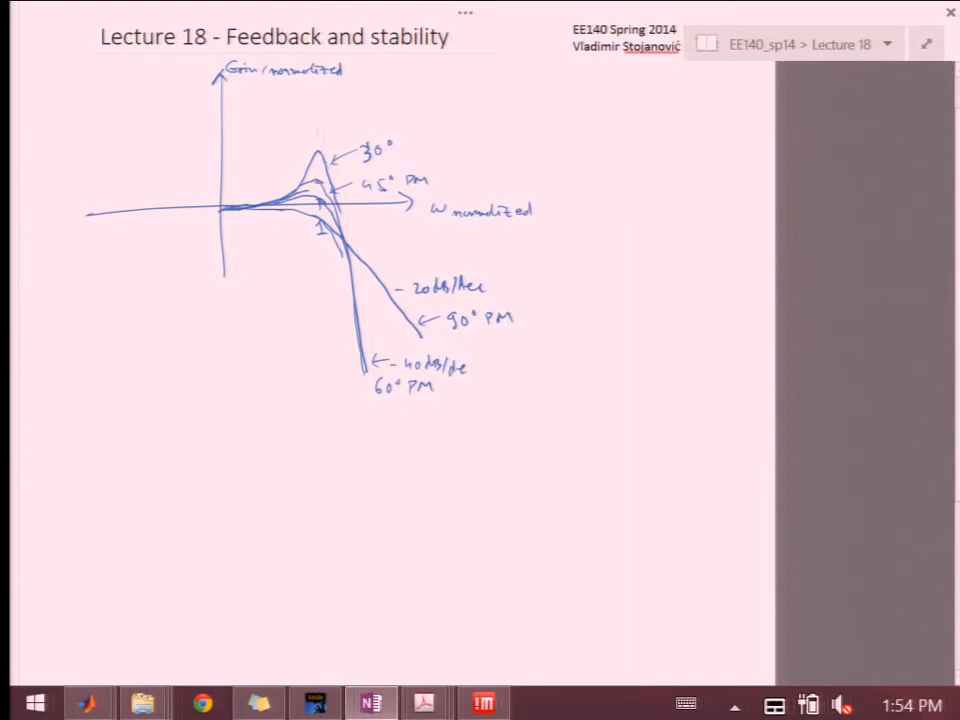 Lecture 18 - Feedback and stability
EE140 Spring 2014
Vladimir Stojanović
EE140_sp14 > Lecture 18
Gain/normalized
30°
45° PM
ω normalized
1
- 20dB/dec
90° PM
- 40dB/de
60° PM
1:54 PM